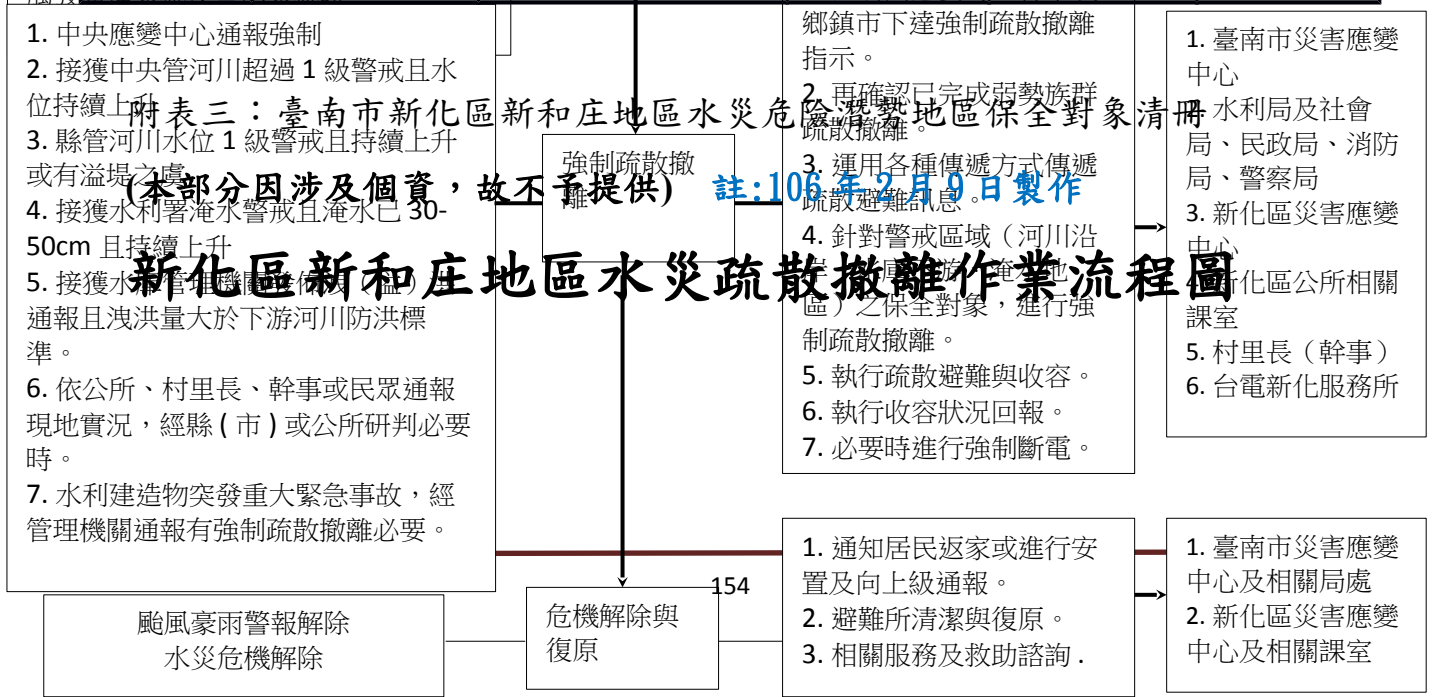 1. 中央應變中心通報強制
2. 接獲中央管河川超過 1 級警戒且水
位持續上升
3. 縣管河川水位 1 級警戒且持續上升
或有溢堤之虞
4. 接獲水利署淹水警戒且淹水已 30-
50cm 且持續上升
5. 接獲水庫管理機關
通報且洩洪量大於下游河川防洪標
準。
6. 依公所、村里長、幹事或民眾通報
現地實況，經縣 ( 市 ) 或公所研判必要
時。
7. 水利建造物突發重大緊急事故，經
管理機關通報有強制疏散撤離必要。
附表三：臺南市新化區新和庄地區水災危險潛勢地區保全對象清冊
(本部分因涉及個資，故不予提供) 註:106 年 2 月 9 日製作
新化區新和庄地區水災疏散撤離作業流程圖
強制疏散撤
離
鄉鎮市下達強制疏散撤離
指示。
2. 再確認已完成弱勢族群
疏散撤離。
3. 運用各種傳遞方式傳遞
疏散避難訊息。
4. 針對警戒區域（河川沿
區）之保全對象，進行強
制疏散撤離。
5. 執行疏散避難與收容。
6. 執行收容狀況回報。
7. 必要時進行強制斷電。
1. 臺南市災害應變
中心
水利局及社會
局、民政局、消防
局、警察局
3. 新化區災害應變
中心
新化區公所相關
課室
5. 村里長（幹事）
6. 台電新化服務所
颱風豪雨警報解除
水災危機解除
危機解除與
復原
154
1. 通知居民返家或進行安
置及向上級通報。
2. 避難所清潔與復原。
3. 相關服務及救助諮詢 .
1. 臺南市災害應變
中心及相關局處
2. 新化區災害應變
中心及相關課室